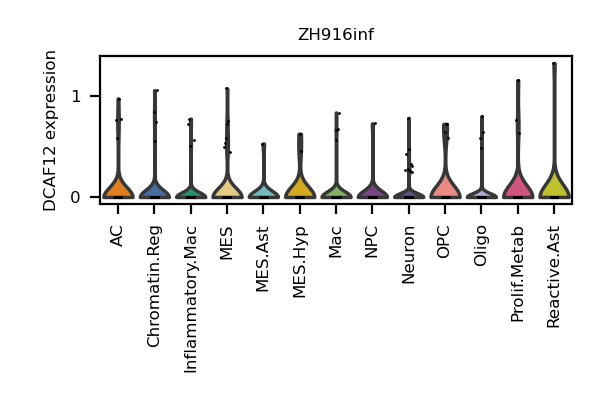 ZH916inf
DCAF12 expression
1
0
AC
Chromatin.Reg
Inflammatory.Mac
MES
MES.Ast
MES.Hyp
Mac
NPC
Neuron
OPC
Oligo
Prolif.Metab
Reactive.Ast